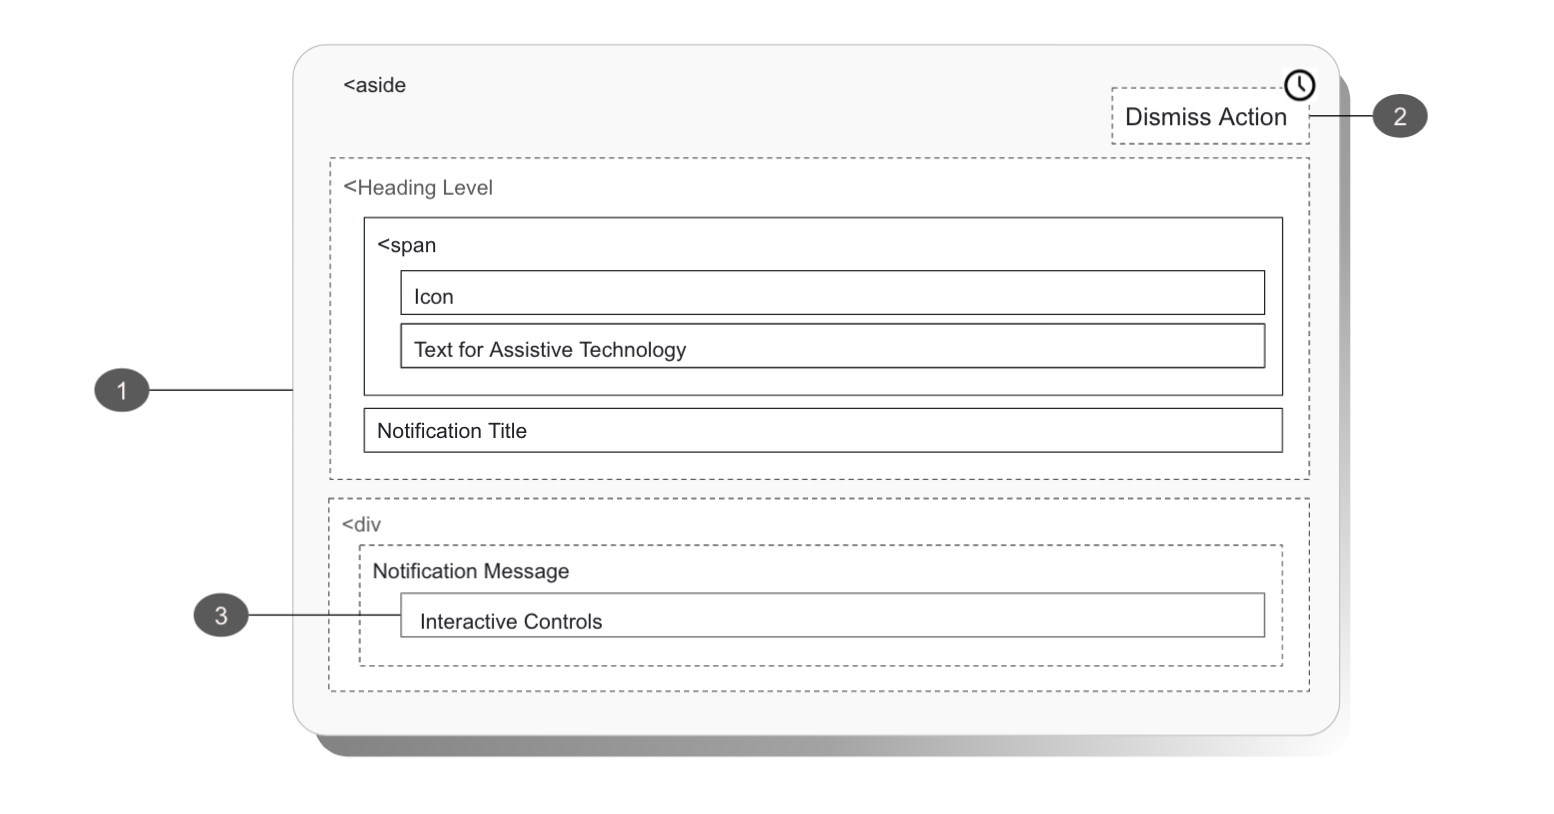 <aside
Dismiss Action
2
<Heading Level
<span
Icon
Text for Assistive Technology
1
Notification Title
<div
Notification Message
3
Interactive Controls